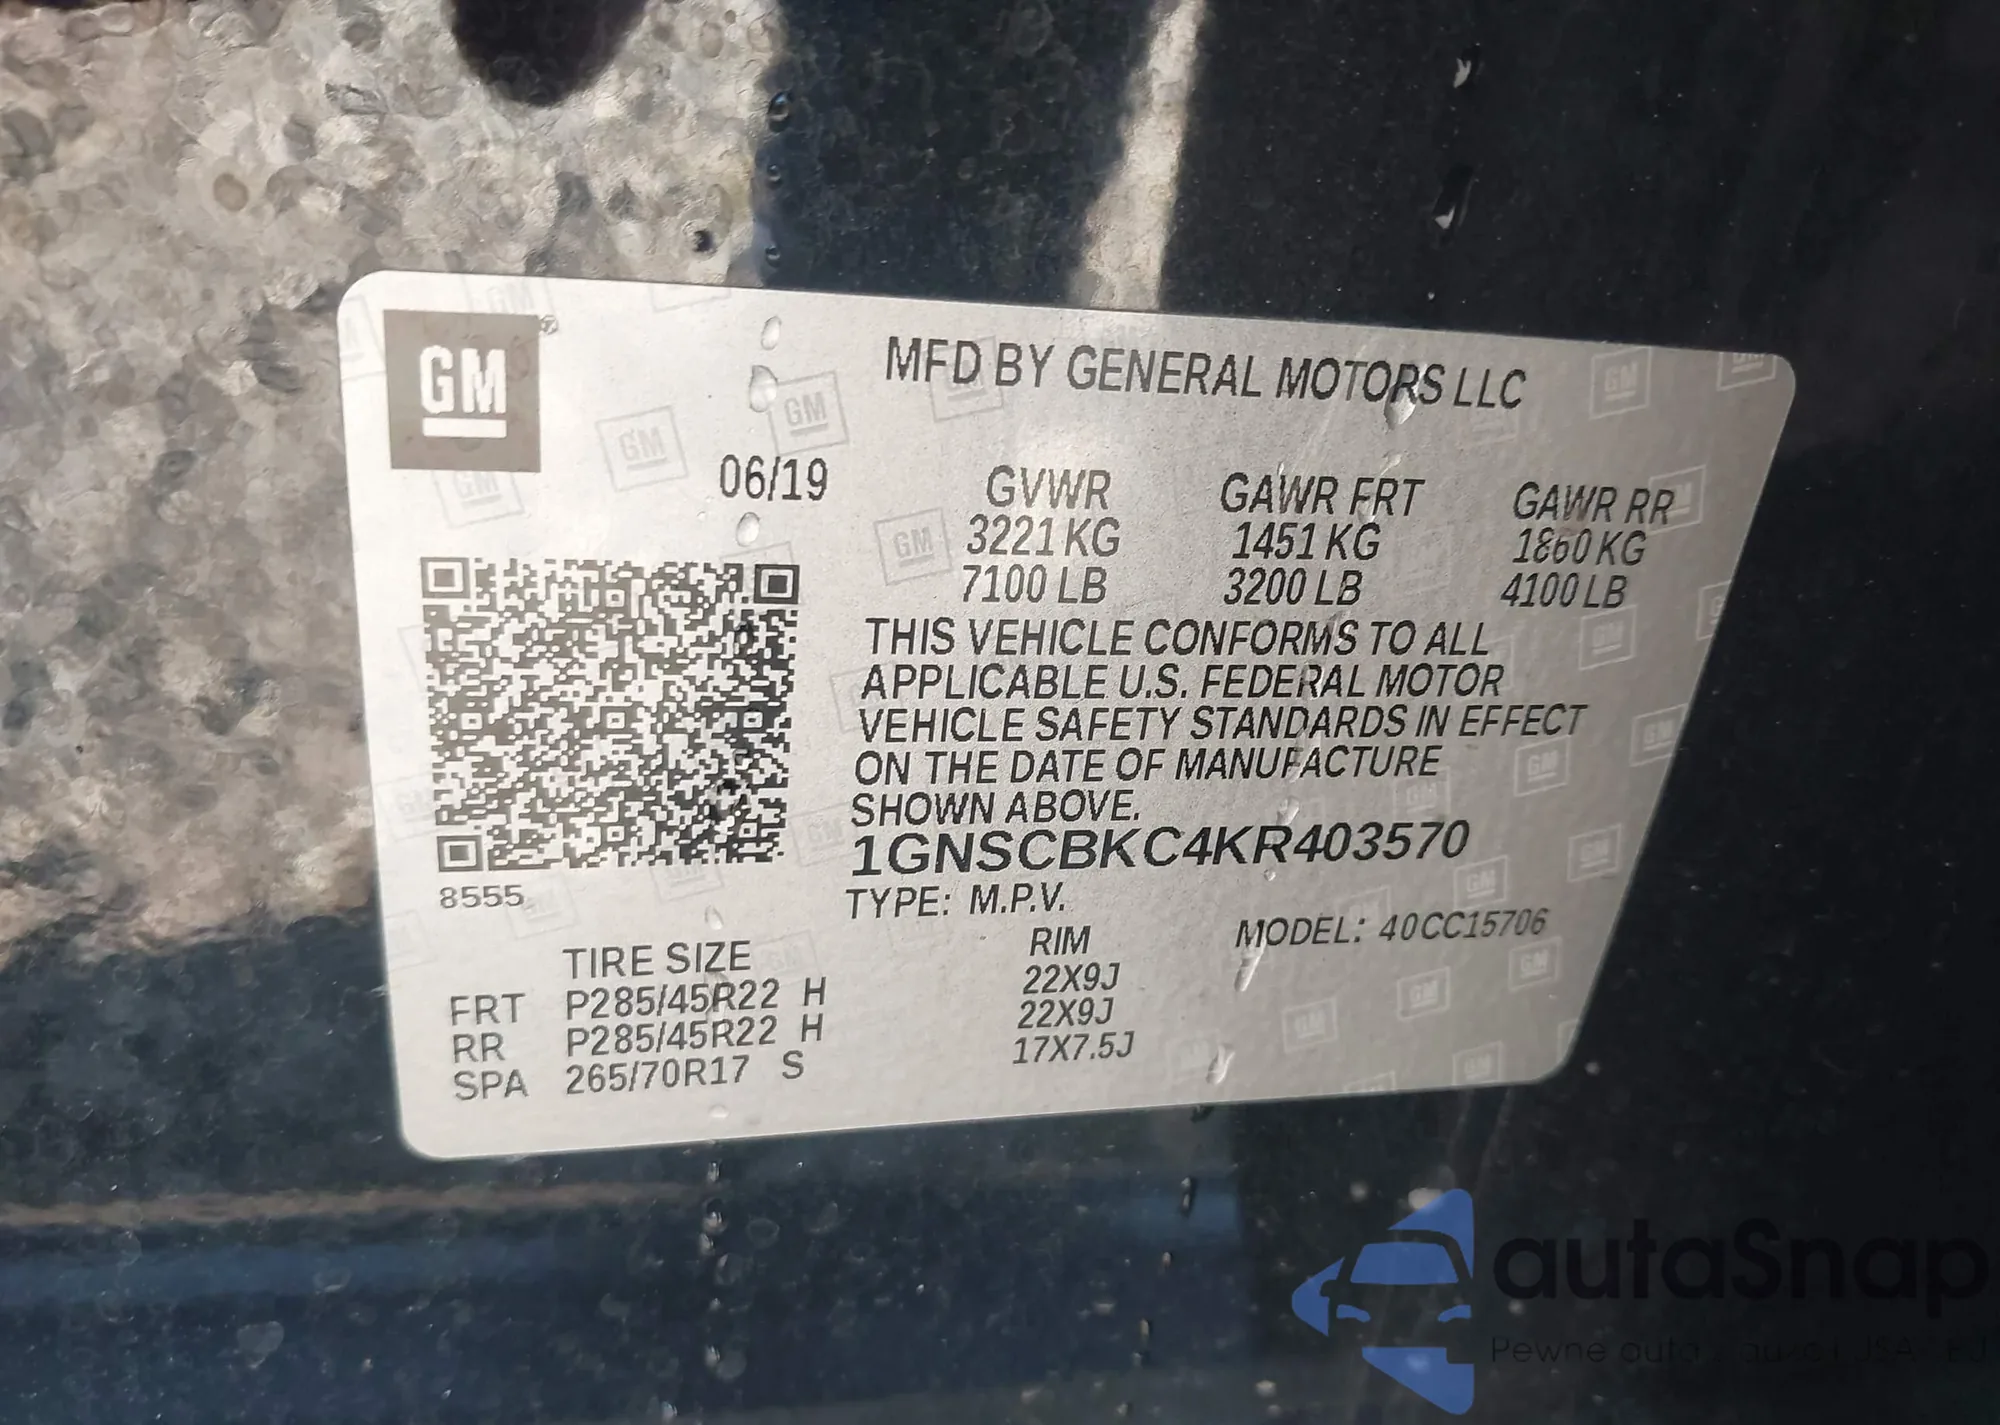 GM
MFD BY GENERAL MOTORS LLC
06/19
GVWR GAWR FRT GAWR RR
3221 KG 1451 KG 1860 KG
7100 LB 3200 LB 4100 LB
THIS VEHICLE CONFORMS TO ALL
APPLICABLE U.S. FEDERAL MOTOR
VEHICLE SAFETY STANDARDS IN EFFECT
ON THE DATE OF MANUFACTURE
SHOWN ABOVE.
1GNSCBKC4KR403570
8555
TYPE: M.P.V. MODEL: 40CC15706
TIRE SIZE RIM
FRT P285/45R22 H 22X9J
RR P285/45R22 H 22X9J
SPA 265/70R17 S 17X7.5J
autaSnap
Pewne auta